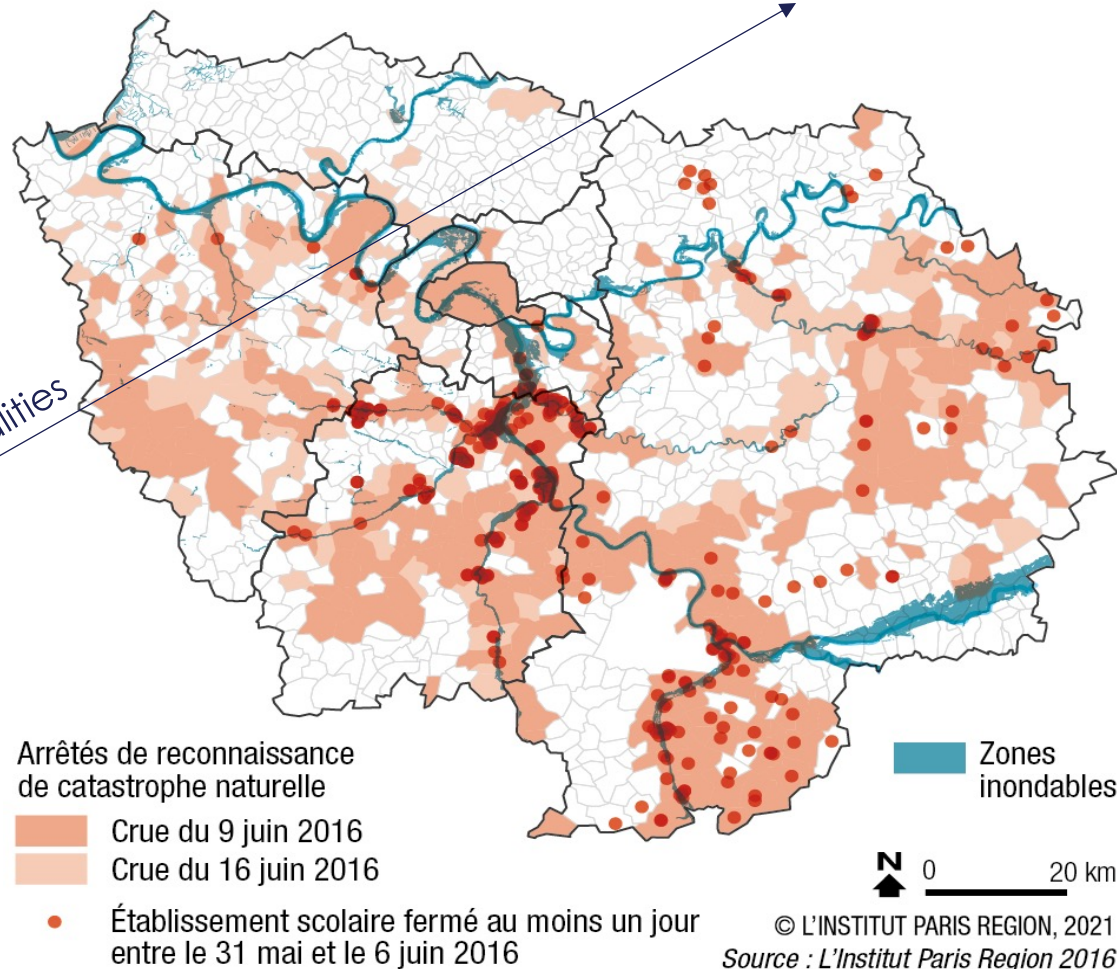 lities
Arrêtés de reconnaissance
de catastrophe naturelle
Crue du 9 juin 2016
Crue du 16 juin 2016
Établissement scolaire fermé au moins un jour
entre le 31 mai et le 6 juin 2016
Zones
inondables
N 0 20 km
© L'INSTITUT PARIS REGION, 2021
Source : L'Institut Paris Region 2016